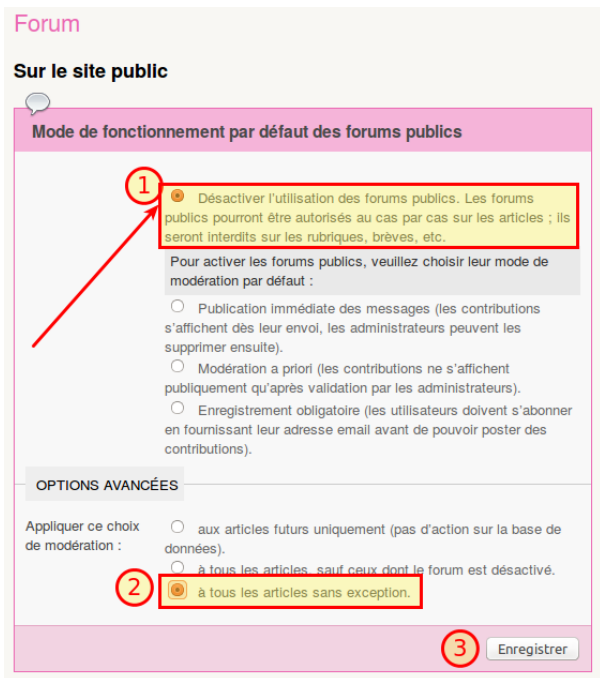 Forum
Sur le site public
Mode de fonctionnement par défaut des forums publics
1
Désactiver l'utilisation des forums publics. Les forums
publics pourront être autorisés au cas par cas sur les articles ; ils
seront interdits sur les rubriques, brèves, etc.
Pour activer les forums publics, veuillez choisir leur mode de
modération par défaut :
Publication immédiate des messages (les contributions
s'affichent dès leur envoi, les administrateurs peuvent les
supprimer ensuite).
Modération a priori (les contributions ne s'affichent
publiquement qu'après validation par les administrateurs).
Enregistrement obligatoire (les utilisateurs doivent s'abonner
en fournissant leur adresse email avant de pouvoir poster des
contributions).
OPTIONS AVANCÉES
Appliquer ce choix
de modération :
aux articles futurs uniquement (pas d'action sur la base de
données).
à tous les articles, sauf ceux dont le forum est désactivé.
2
à tous les articles sans exception.
3
Enregistrer